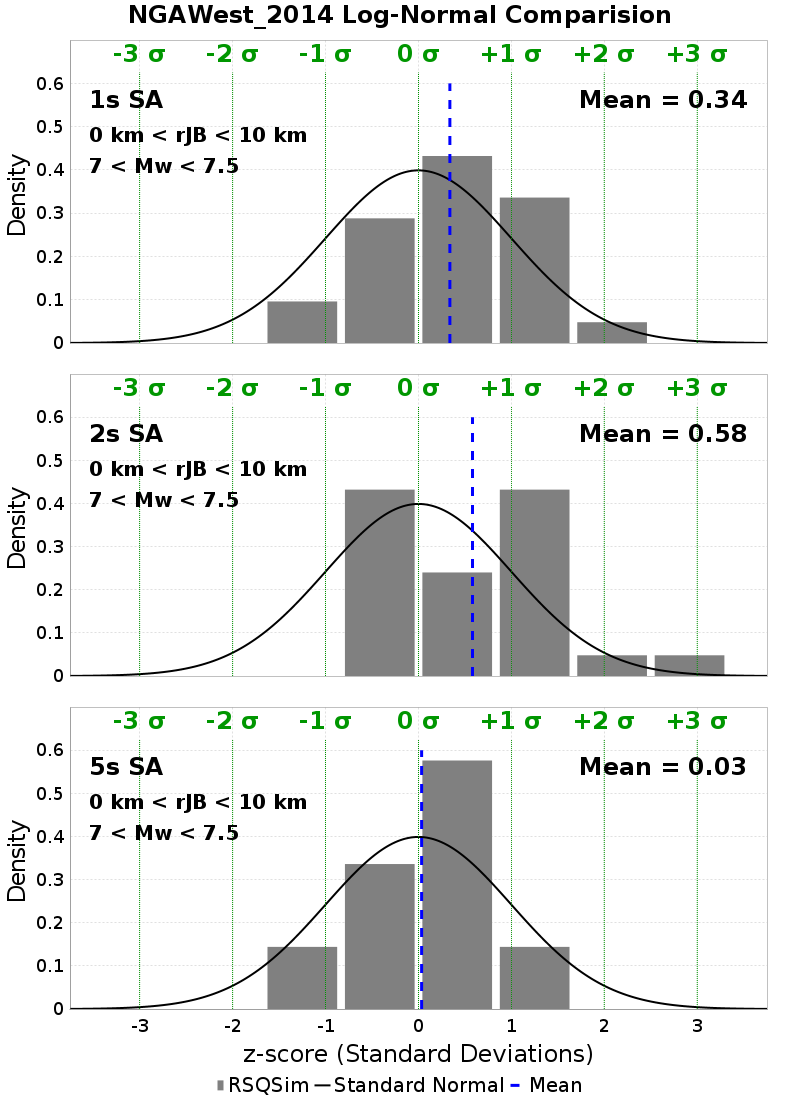 NGAWest_2014 Log-Normal Comparision
-3 σ -2 σ -1 σ 0 σ +1 σ +2 σ +3 σ
0.6
1s SA Mean = 0.34
0.5
0 km < rJB < 10 km
7 < Mw < 7.5
0.4
Density
0.3
0.2
0.1
0
-3 σ -2 σ -1 σ 0 σ +1 σ +2 σ +3 σ
0.6
2s SA Mean = 0.58
0.5
0 km < rJB < 10 km
7 < Mw < 7.5
0.4
Density
0.3
0.2
0.1
0
-3 σ -2 σ -1 σ 0 σ +1 σ +2 σ +3 σ
0.6
5s SA Mean = 0.03
0.5
0 km < rJB < 10 km
7 < Mw < 7.5
0.4
Density
0.3
0.2
0.1
0
-3 -2 -1 0 1 2 3
z-score (Standard Deviations)
RSQSim Standard Normal Mean